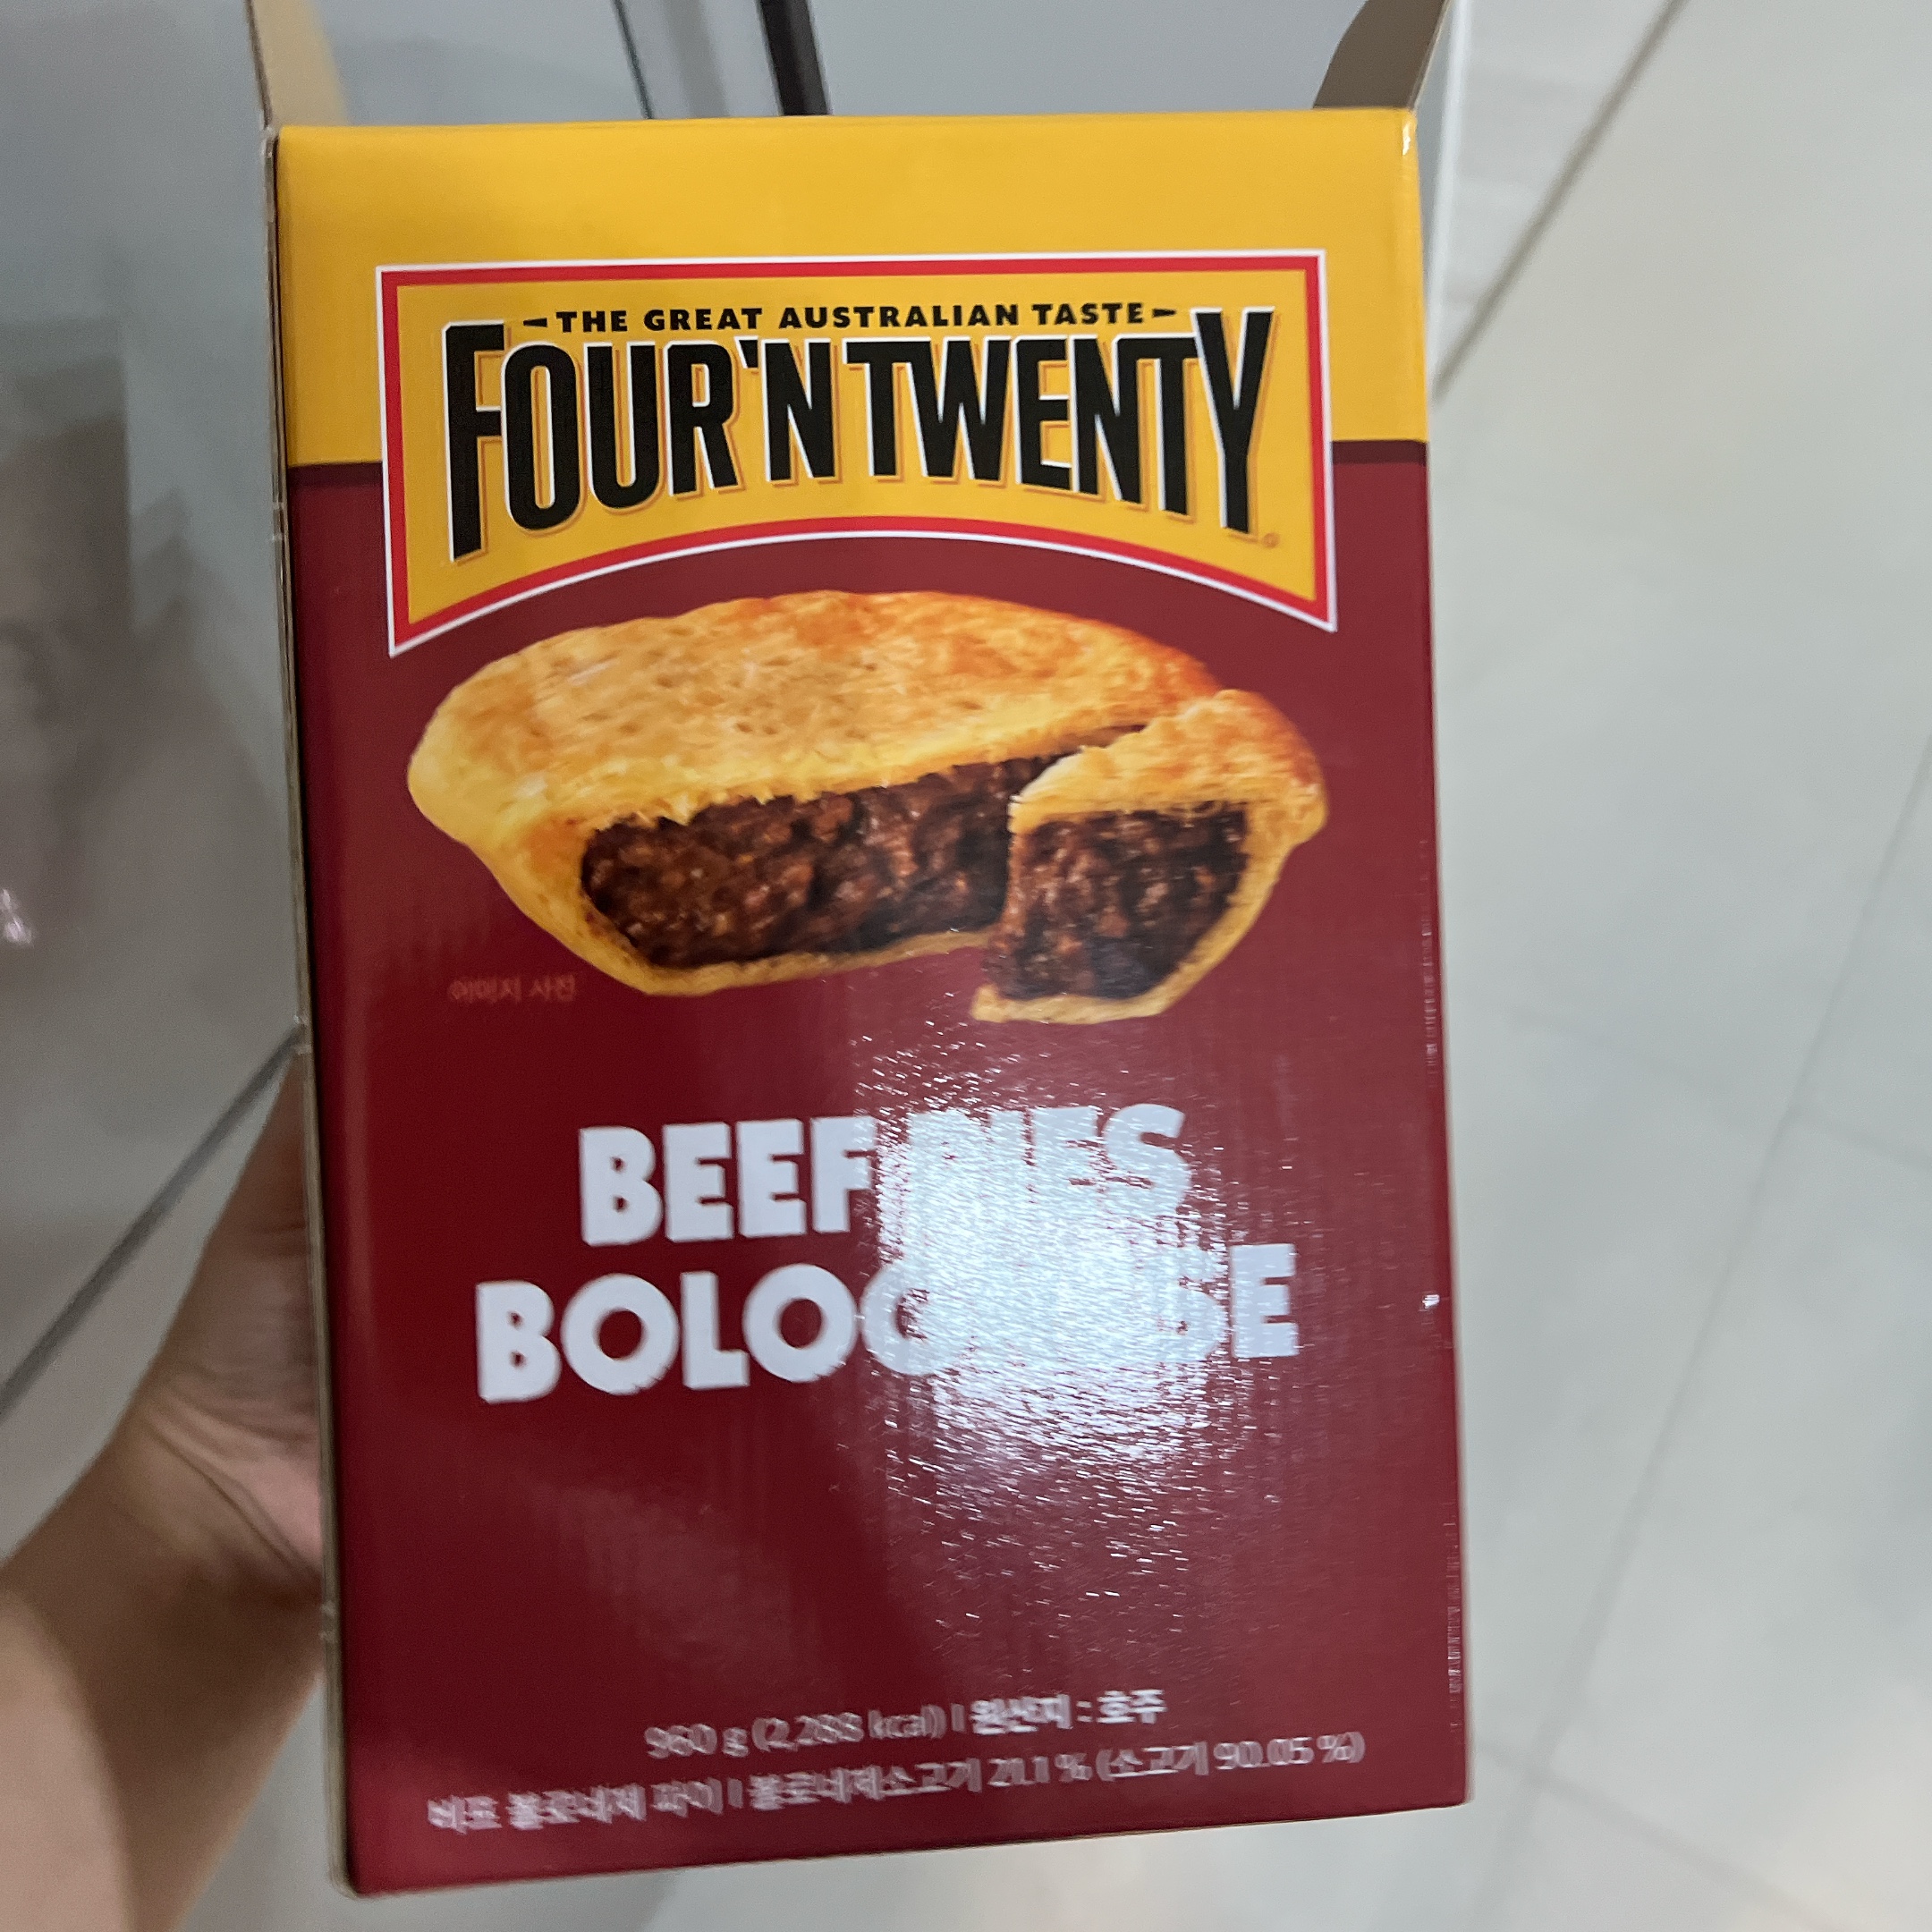 THE GREAT AUSTRALIAN TASTE
FOUR'N TWENTY
이미지 사진
BEEF PIES
BOLOGNESE
960 g (2,288 kcal) | 원산지 : 호주
비프 볼로네제 파이 | 볼로네제소고기 21.1 % (소고기 90.05 %)